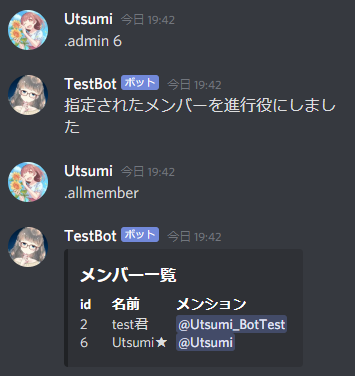 Utsumi 今日 19:42
.admin 6
TestBot ボット 今日 19:42
指定されたメンバーを進行役にしまし
た
Utsumi 今日 19:42
.allmember
TestBot ボット 今日 19:42
メンバー一覧
id 名前 メンション
2 test君 @Utsumi_BotTest
6 Utsumi★ @Utsumi